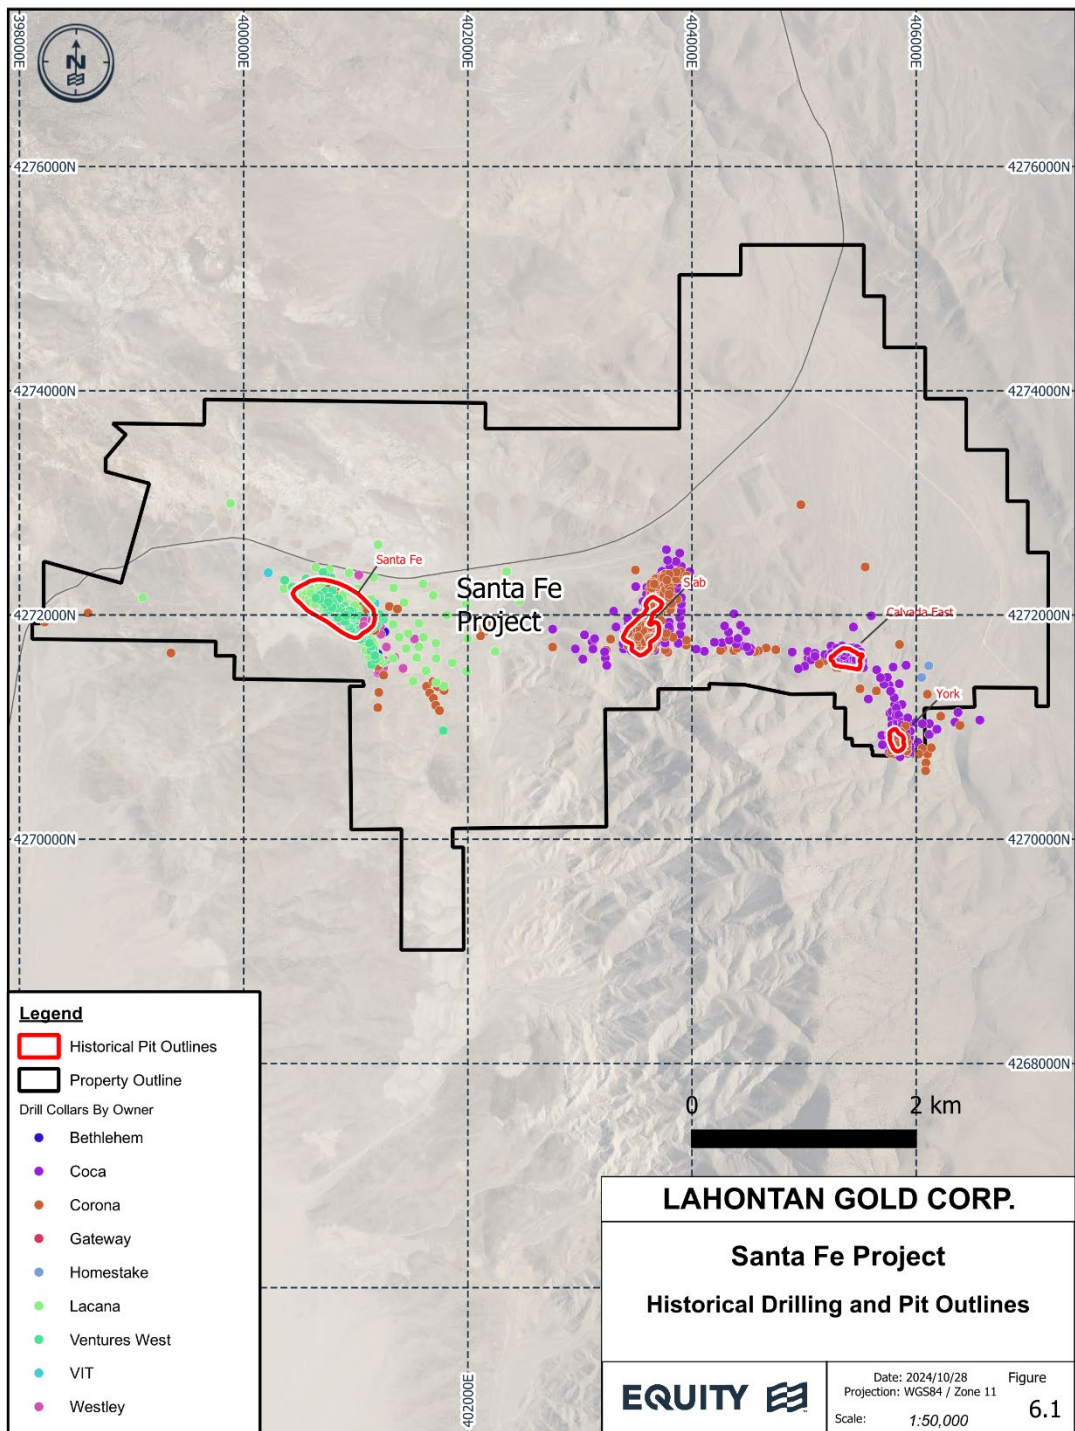 398000E
400000E
402000E
404000E
406000E
N
4276000N
4276000N
4274000N
4274000N
Santa Fe
Santa Fe
Project
Slab
Calvada East
4272000N
4272000N
York
4270000N
4270000N
4268000N
0
2 km
402000E
Legend
Historical Pit Outlines
Property Outline
Drill Collars By Owner
Bethlehem
Coca
Corona
Gateway
Homestake
Lacana
Ventures West
VIT
Westley
LAHONTAN GOLD CORP.
Santa Fe Project
Historical Drilling and Pit Outlines
EQUITY
Date: 2024/10/28
Projection: WGS84 / Zone 11
Scale: 1:50,000
Figure
6.1